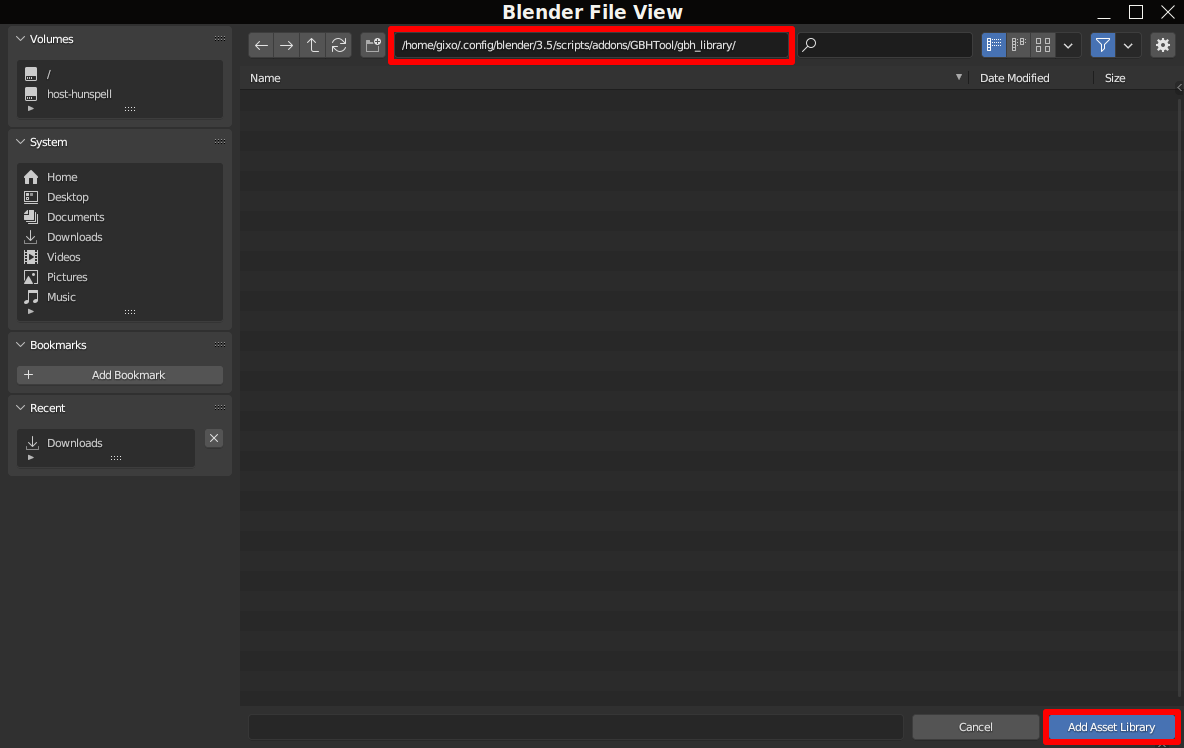 Blender File View
Volumes
/
host-hunspell
System
Home
Desktop
Documents
Downloads
Videos
Pictures
Music
Bookmarks
Add Bookmark
Recent
Downloads
/home/gixo/.config/blender/3.5/scripts/addons/GBHTool/gbh_library/
Name Date Modified Size
Cancel Add Asset Library